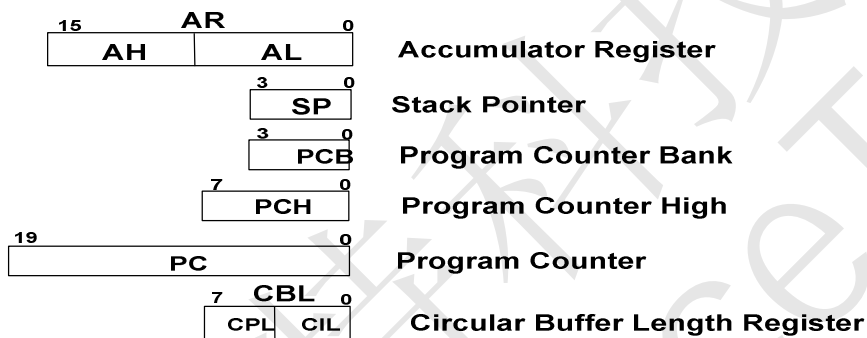 AR
15 0
AH AL Accumulator Register
3 0
SP Stack Pointer
3 0
PCB Program Counter Bank
7 0
PCH Program Counter High
19 0
PC Program Counter
CBL
7 0
CPL CIL Circular Buffer Length Register